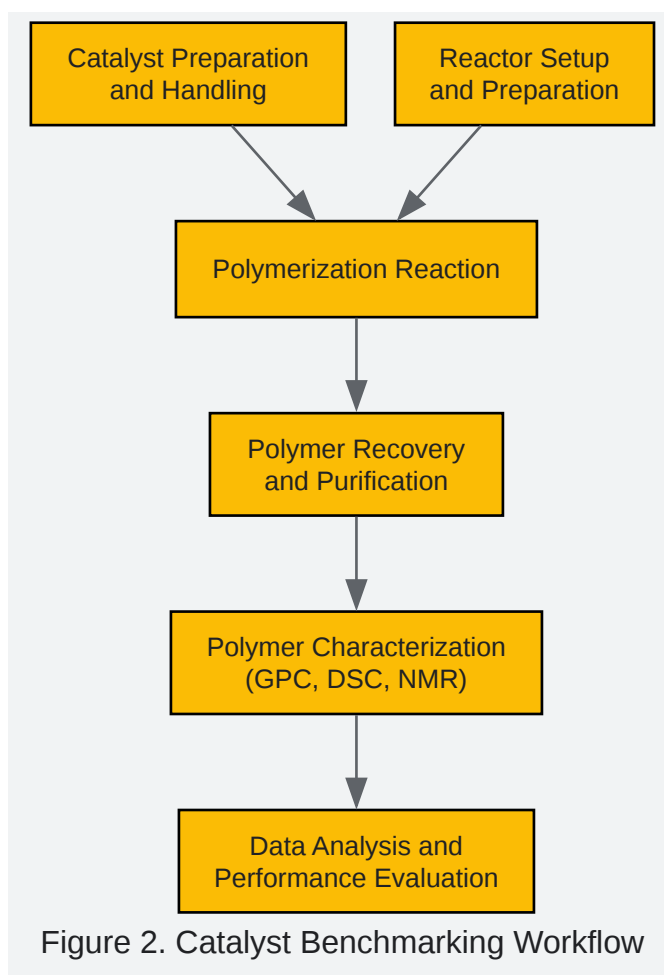 Catalyst Preparation
and Handling
Reactor Setup
and Preparation
Polymerization Reaction
Polymer Recovery
and Purification
Polymer Characterization
(GPC, DSC, NMR)
Data Analysis and
Performance Evaluation
Figure 2. Catalyst Benchmarking Workflow